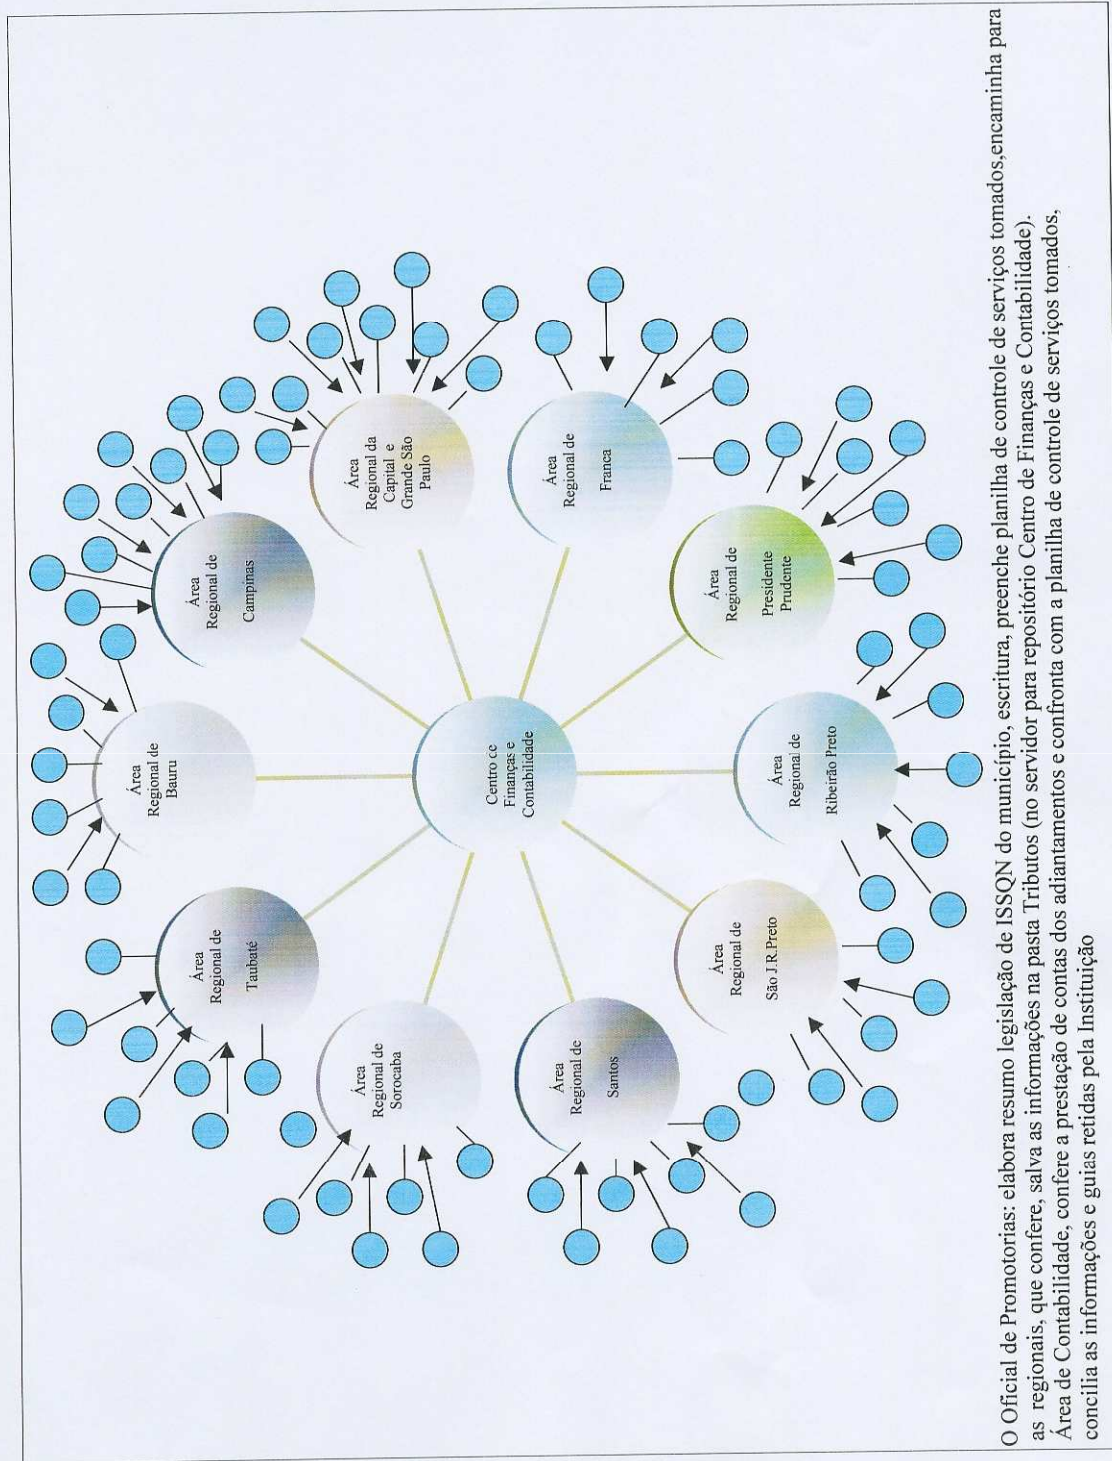 Área
Regional de
Bauru
Área
Regional de
Campinas
Área
Regional da
Capital e
Grande São
Paulo
Área
Regional de
Franca
Área
Regional de
Presidente
Prudente
Área
Regional de
Ribeirão Preto
Área
Regional de
São J.R.Preto
Área
Regional de
Santos
Área
Regional de
Sorocaba
Área
Regional de
Taubaté
Centro de
Finanças e
Contabilidade
O Oficial de Promotorias: elabora resumo legislação de ISSQN do município, escritura, preenche planilha de controle de serviços tomados,encaminha para
as regionais, que confere, salva as informações na pasta Tributos (no servidor para repositório Centro de Finanças e Contabilidade).
Área de Contabilidade, confere a prestação de contas dos adiantamentos e confronta com a planilha de controle de serviços tomados,
concilia as informações e guias retidas pela Instituição